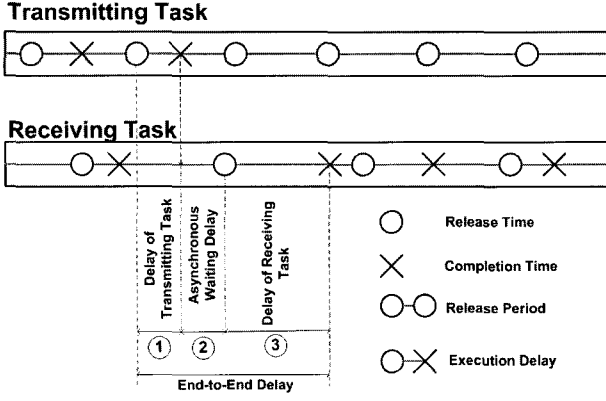 Transmitting Task
Receiving Task
Delay of
Transmitting Task
Asynchronous
Waiting Delay
Delay of Receiving
Task
Release Time
Completion Time
Release Period
Execution Delay
1
2
3
End-to-End Delay